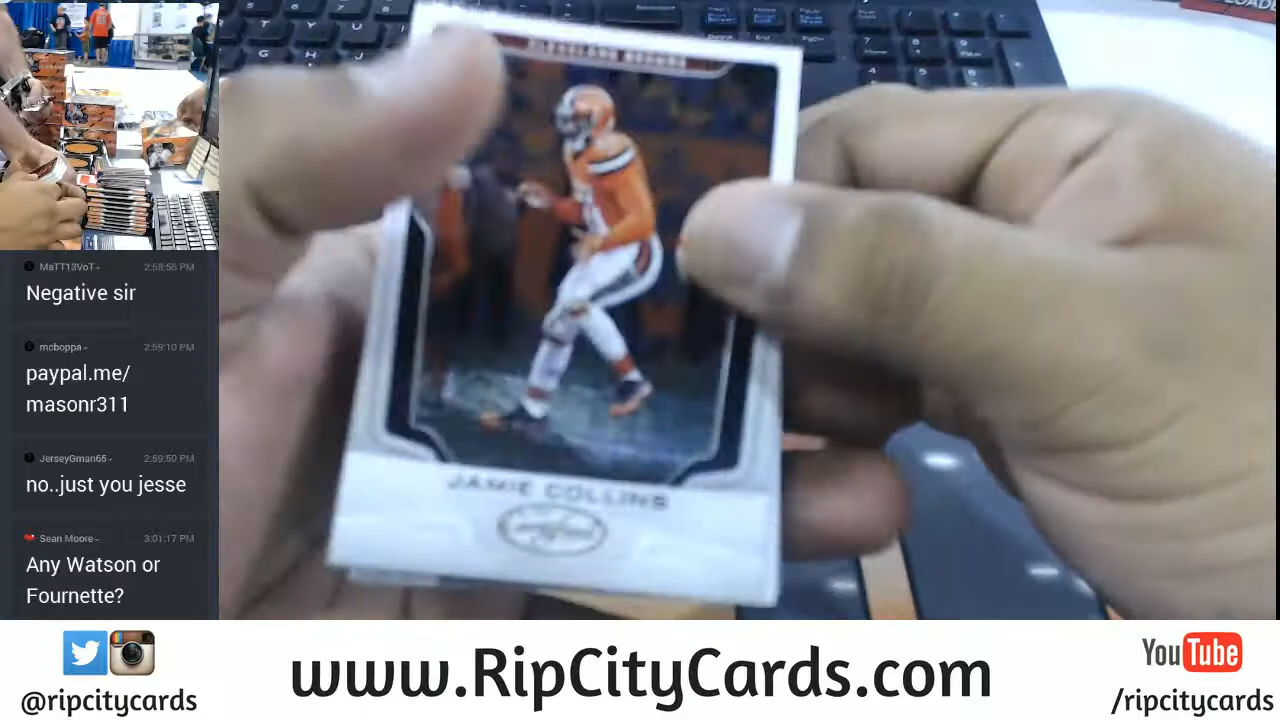 MaTT13VoT
2:58:56 PM
Negative sir
mcboppa
2:59:10 PM
paypal.me/
masonr311
JerseyGman65
2:59:50 PM
no..just you jesse
Sean Moore
3:01:17 PM
Any Watson or
Fournette?
CLEVELAND BROWNS
JAMIE COLLINS
@ripcitycards
www.RipCityCards.com
YouTube
/ripcitycards